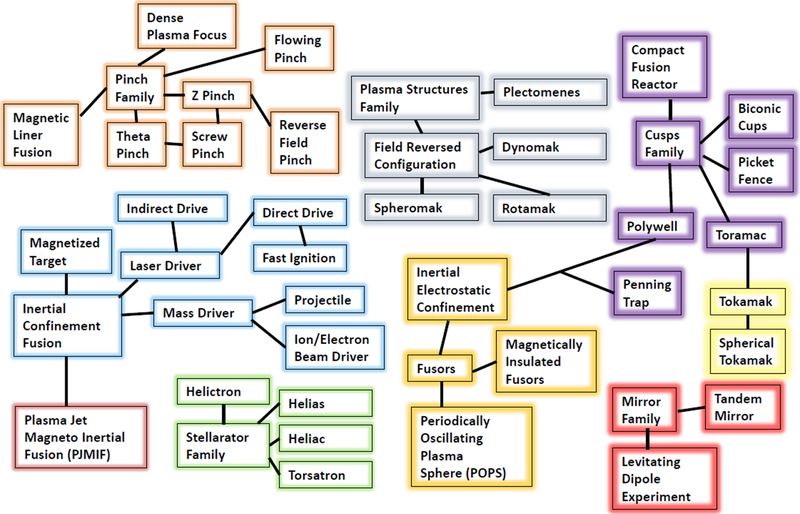 Dense
Plasma Focus
Flowing
Pinch
Pinch
Family
Z Pinch
Magnetic
Liner
Fusion
Theta
Pinch
Screw
Pinch
Reverse
Field
Pinch
Plasma Structures
Family
Plectomenes
Field Reversed
Configuration
Dynomak
Spheromak
Rotamak
Compact
Fusion
Reactor
Cusps
Family
Biconic
Cups
Picket
Fence
Polywell
Toramac
Penning
Trap
Tokamak
Spherical
Tokamak
Indirect Drive
Direct Drive
Magnetized
Target
Laser Driver
Fast Ignition
Inertial
Confinement
Fusion
Mass Driver
Projectile
Ion/Electron
Beam Driver
Plasma Jet
Magneto Inertial
Fusion (PJMIF)
Inertial
Electrostatic
Confinement
Fusors
Magnetically
Insulated
Fusors
Periodically
Oscillating
Plasma
Sphere (POPS)
Helictron
Stellarator
Family
Helias
Heliac
Torsatron
Mirror
Family
Tandem
Mirror
Levitating
Dipole
Experiment